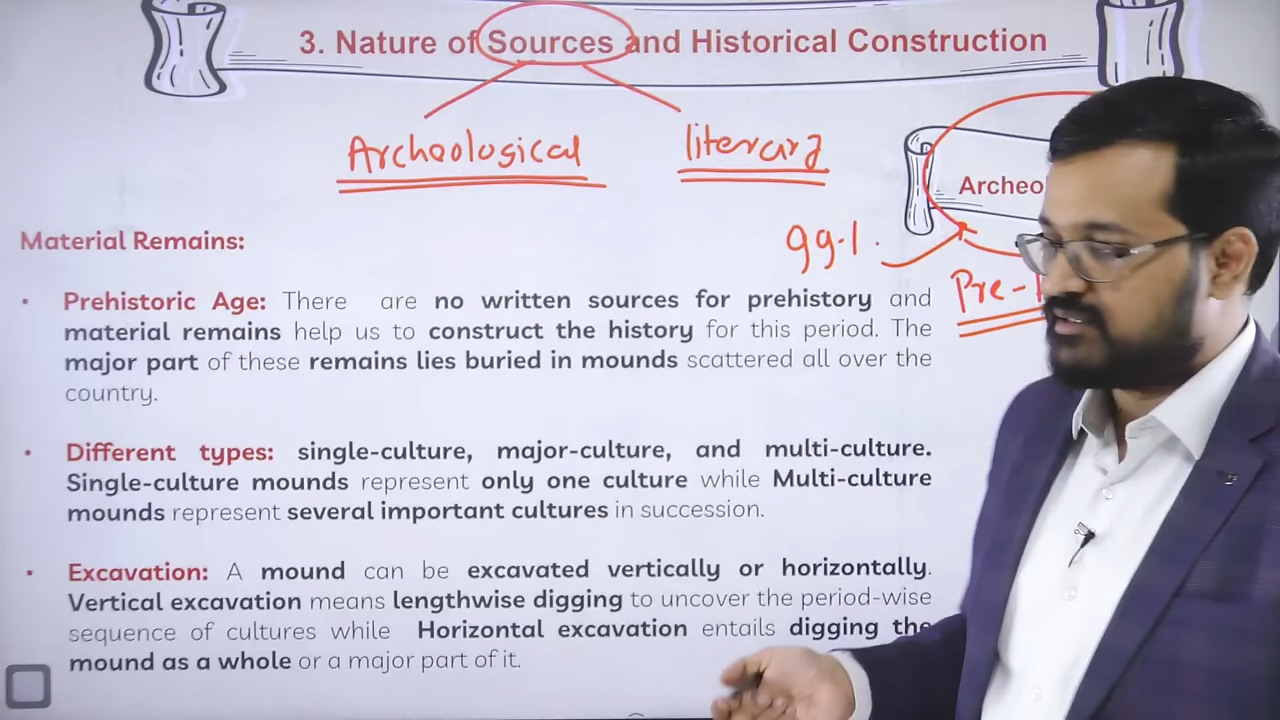 3. Nature of Sources and Historical Construction
Archeological
literary
Archeo
99.1.
Pre-
Material Remains:
• Prehistoric Age: There are no written sources for prehistory and
material remains help us to construct the history for this period. The
major part of these remains lies buried in mounds scattered all over the
country.
• Different types: single-culture, major-culture, and multi-culture.
Single-culture mounds represent only one culture while Multi-culture
mounds represent several important cultures in succession.
• Excavation: A mound can be excavated vertically or horizontally.
Vertical excavation means lengthwise digging to uncover the period-wise
sequence of cultures while Horizontal excavation entails digging the
mound as a whole or a major part of it.